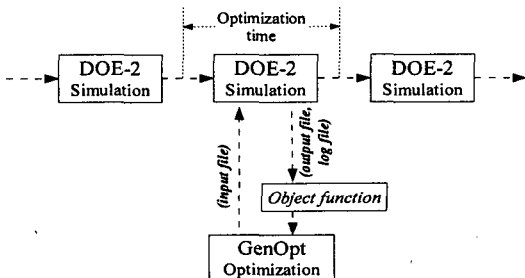 Optimization
time
DOE-2
Simulation
DOE-2
Simulation
DOE-2
Simulation
(input file)
(output file,
log file)
Object function
GenOpt
Optimization